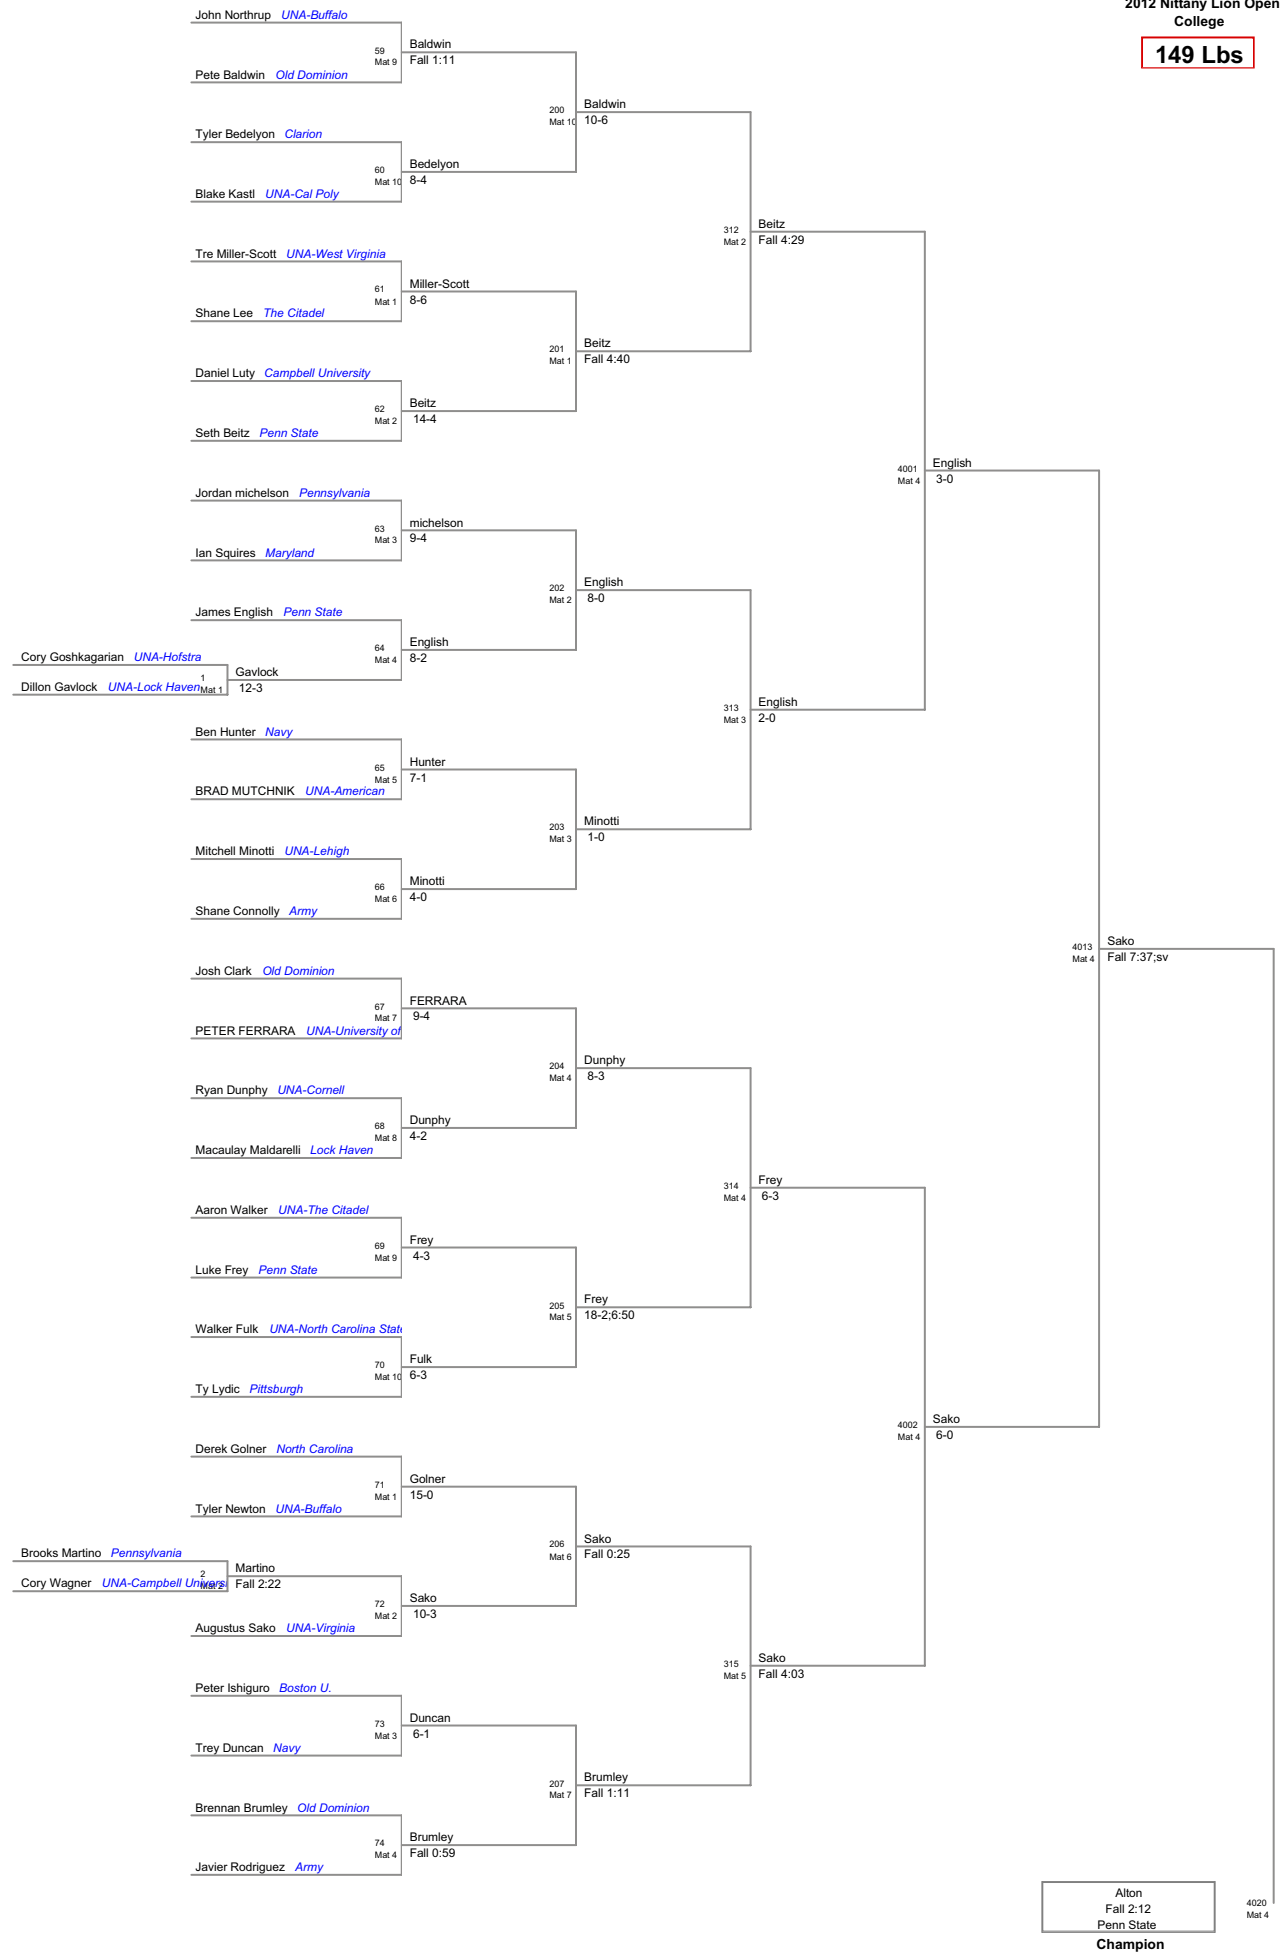 2012 Nittany Lion Open
College
149 Lbs
John Northrup UNA-Buffalo
59 Baldwin
Mat 9 Fall 1:11
Pete Baldwin Old Dominion
200 Baldwin
Mat 10 10-6
Tyler Bedelyon Clarion
60 Bedelyon
Mat 10 8-4
Blake Kastl UNA-Cal Poly
312 Beitz
Mat 2 Fall 4:29
Tre Miller-Scott UNA-West Virginia
61 Miller-Scott
Mat 1 8-6
Shane Lee The Citadel
201 Beitz
Mat 1 Fall 4:40
Daniel Luty Campbell University
62 Beitz
Mat 2 14-4
Seth Beitz Penn State
4001 English
Mat 4 3-0
Jordan michelson Pennsylvania
63 michelson
Mat 3 9-4
Ian Squires Maryland
202 English
Mat 2 8-0
James English Penn State
64 English
Mat 4 8-2
Cory Goshkagarian UNA-Hofstra
1 Gavlock
Mat 1 12-3
Dillon Gavlock UNA-Lock Haven
313 English
Mat 3 2-0
Ben Hunter Navy
65 Hunter
Mat 5 7-1
BRAD MUTCHNIK UNA-American
203 Minotti
Mat 3 1-0
Mitchell Minotti UNA-Lehigh
66 Minotti
Mat 6 4-0
Shane Connolly Army
4013 Sako
Mat 4 Fall 7:37;sv
Josh Clark Old Dominion
67 FERRARA
Mat 7 9-4
PETER FERRARA UNA-University of
204 Dunphy
Mat 4 8-3
Ryan Dunphy UNA-Cornell
68 Dunphy
Mat 8 4-2
Macaulay Maldarelli Lock Haven
314 Frey
Mat 4 6-3
Aaron Walker UNA-The Citadel
69 Frey
Mat 9 4-3
Luke Frey Penn State
205 Frey
Mat 5 18-2;6:50
Walker Fulk UNA-North Carolina State
70 Fulk
Mat 10 6-3
Ty Lydic Pittsburgh
4002 Sako
Mat 4 6-0
Derek Golner North Carolina
71 Golner
Mat 1 15-0
Tyler Newton UNA-Buffalo
206 Sako
Mat 6 Fall 0:25
Brooks Martino Pennsylvania
2 Martino
Mat 2 Fall 2:22
Cory Wagner UNA-Campbell Universi
72 Sako
Mat 2 10-3
Augustus Sako UNA-Virginia
315 Sako
Mat 5 Fall 4:03
Peter Ishiguro Boston U.
73 Duncan
Mat 3 6-1
Trey Duncan Navy
207 Brumley
Mat 7 Fall 1:11
Brennan Brumley Old Dominion
74 Brumley
Mat 4 Fall 0:59
Javier Rodriguez Army
Alton
Fall 2:12
Penn State
4020
Mat 4
Champion